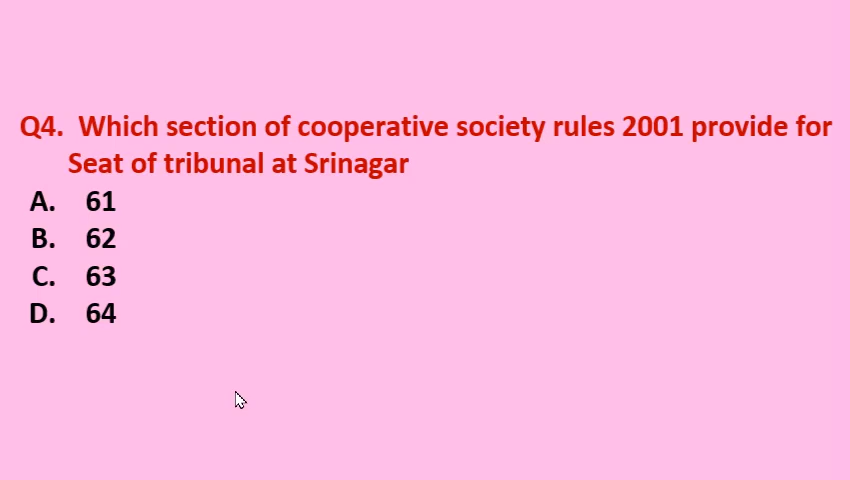 Q4. Which section of cooperative society rules 2001 provide for
Seat of tribunal at Srinagar
A. 61
B. 62
C. 63
D. 64